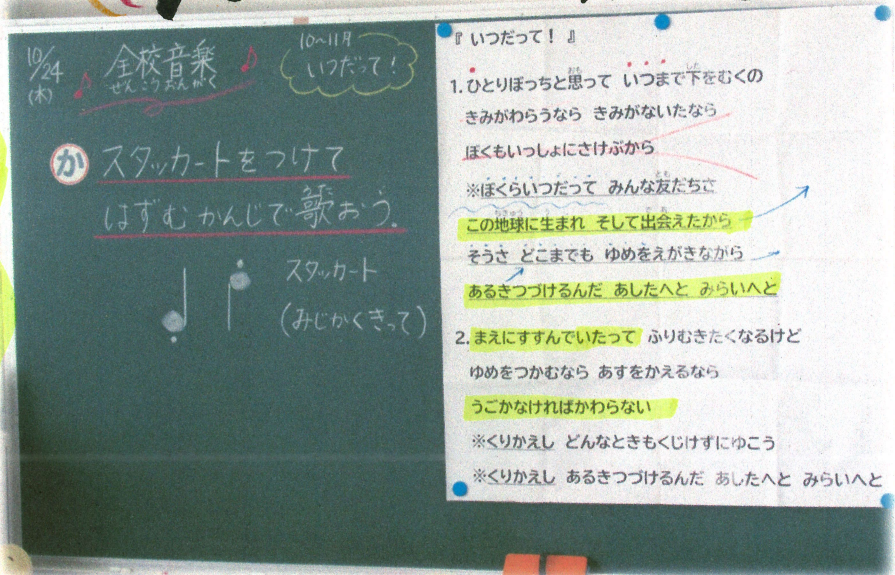 10/24
(木)
全校音楽
ぜんこうおんがく
10～11月
いつだって!
か スタッカートをつけて
はずむかんじで歌おう.
うた
スタッカート
(みじかくきって)
『 いつだって! 』
1.ひとりぼっちと思って いつまで下をむくの
おも した
きみがわらうなら きみがないたなら
ぼくもいっしょにさけぶから
※ぼくらいつだって みんな友だちさ
とも
この地球に生まれ そして出会えたから
ちきゅう
そうさ どこまでも ゆめをえがきながら
あるきつづけるんだ あしたへと みらいへと
2.まえにすすんでいたって ふりむきたくなるけど
ゆめをつかむなら あすをかえるなら
うごかなければかわらない
※くりかえし どんなときもくじけずにゆこう
※くりかえし あるきつづけるんだ あしたへと みらいへと